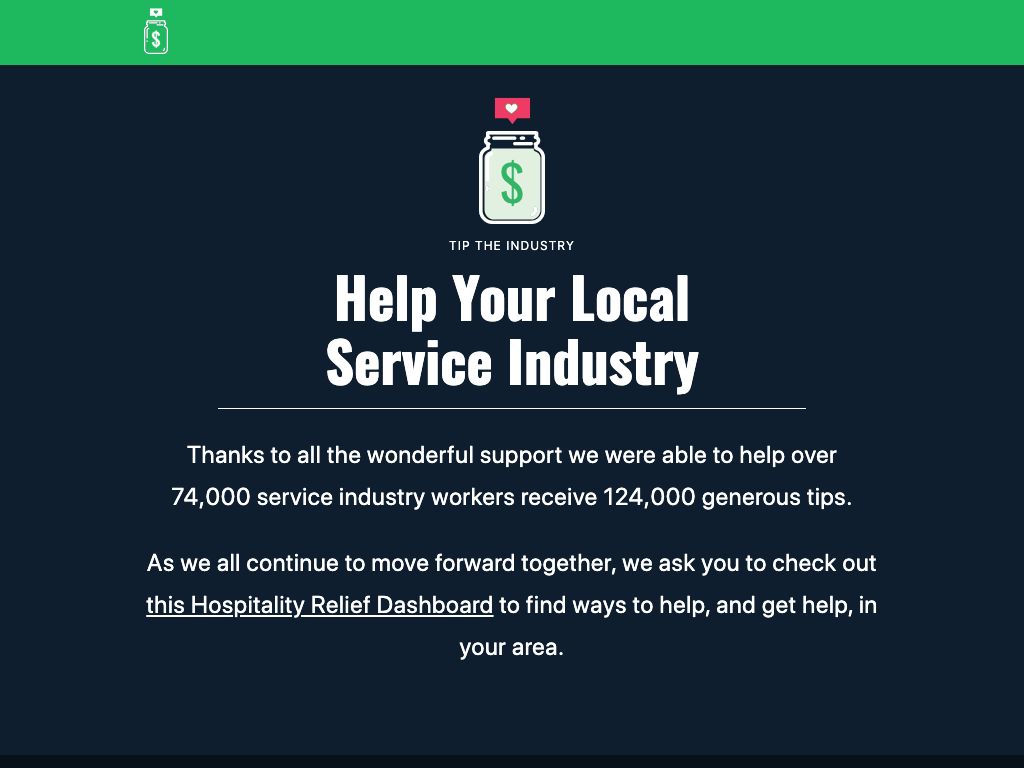 $
$
TIP THE INDUSTRY
Help Your Local
Service Industry
Thanks to all the wonderful support we were able to help over
74,000 service industry workers receive 124,000 generous tips.
As we all continue to move forward together, we ask you to check out
this Hospitality Relief Dashboard to find ways to help, and get help, in
your area.